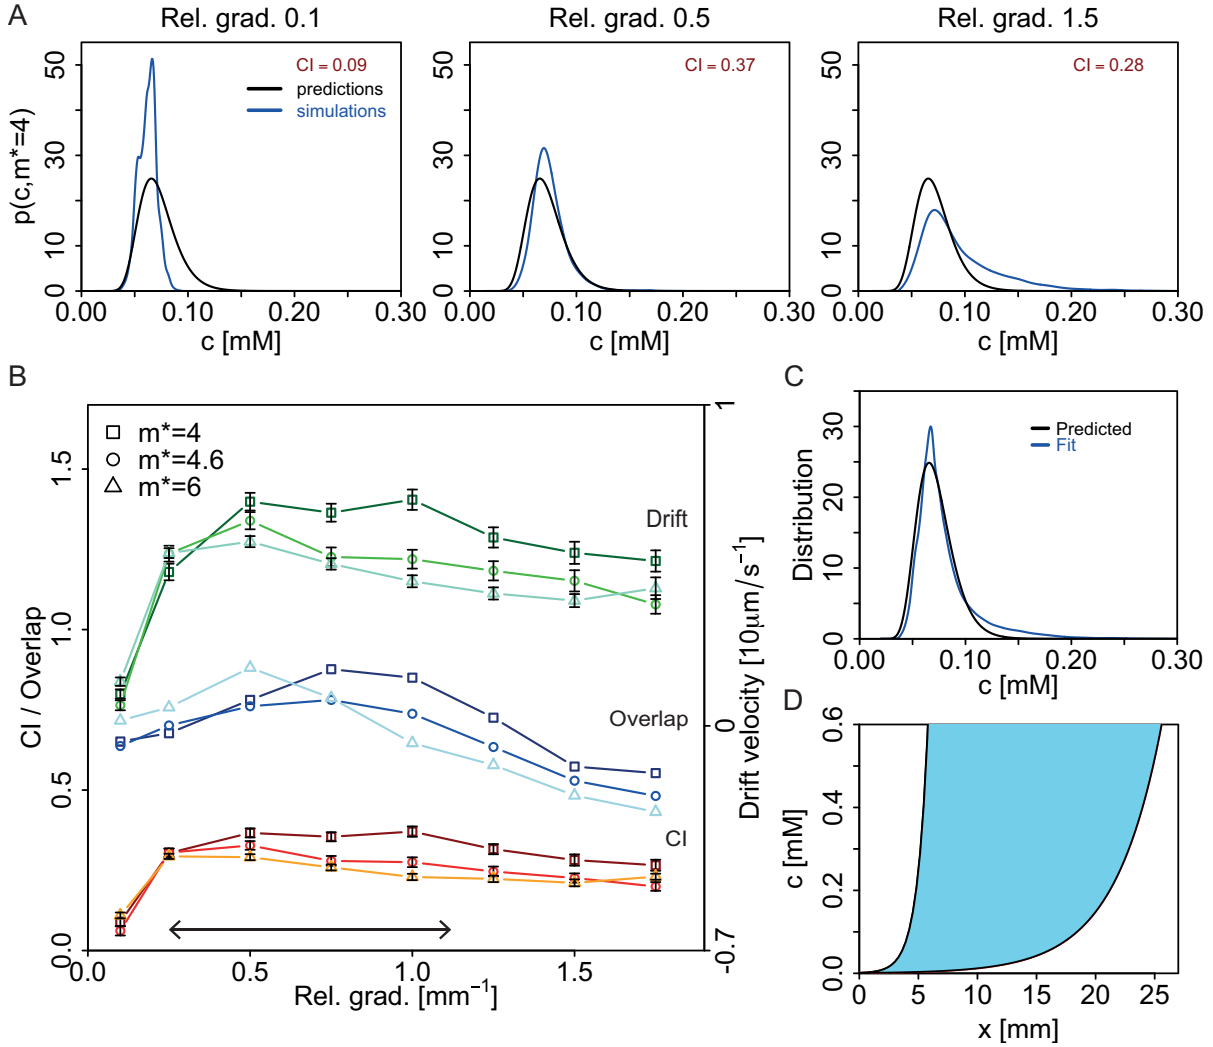 A
Rel. grad. 0.1
Rel. grad. 0.5
Rel. grad. 1.5
p(c,m*=4)
50
30
10
0
CI = 0.09
predictions
simulations
0.00
0.10
0.20
0.30
c [mM]
50
30
10
0
CI = 0.37
0.00
0.10
0.20
0.30
c [mM]
50
30
10
0
CI = 0.28
0.00
0.10
0.20
0.30
c [mM]
B
CI / Overlap
1.5
1.0
0.5
0.0
m*=4
m*=4.6
m*=6
Drift
Overlap
CI
1
0
-0.7
Drift velocity [10μm/s⁻¹]
0.0
0.5
1.0
1.5
Rel. grad. [mm⁻¹]
C
Distribution
30
20
10
0
Predicted
Fit
0.00
0.10
0.20
0.30
c [mM]
D
c [mM]
0.6
0.4
0.2
0.0
0
5
10
15
20
25
x [mm]